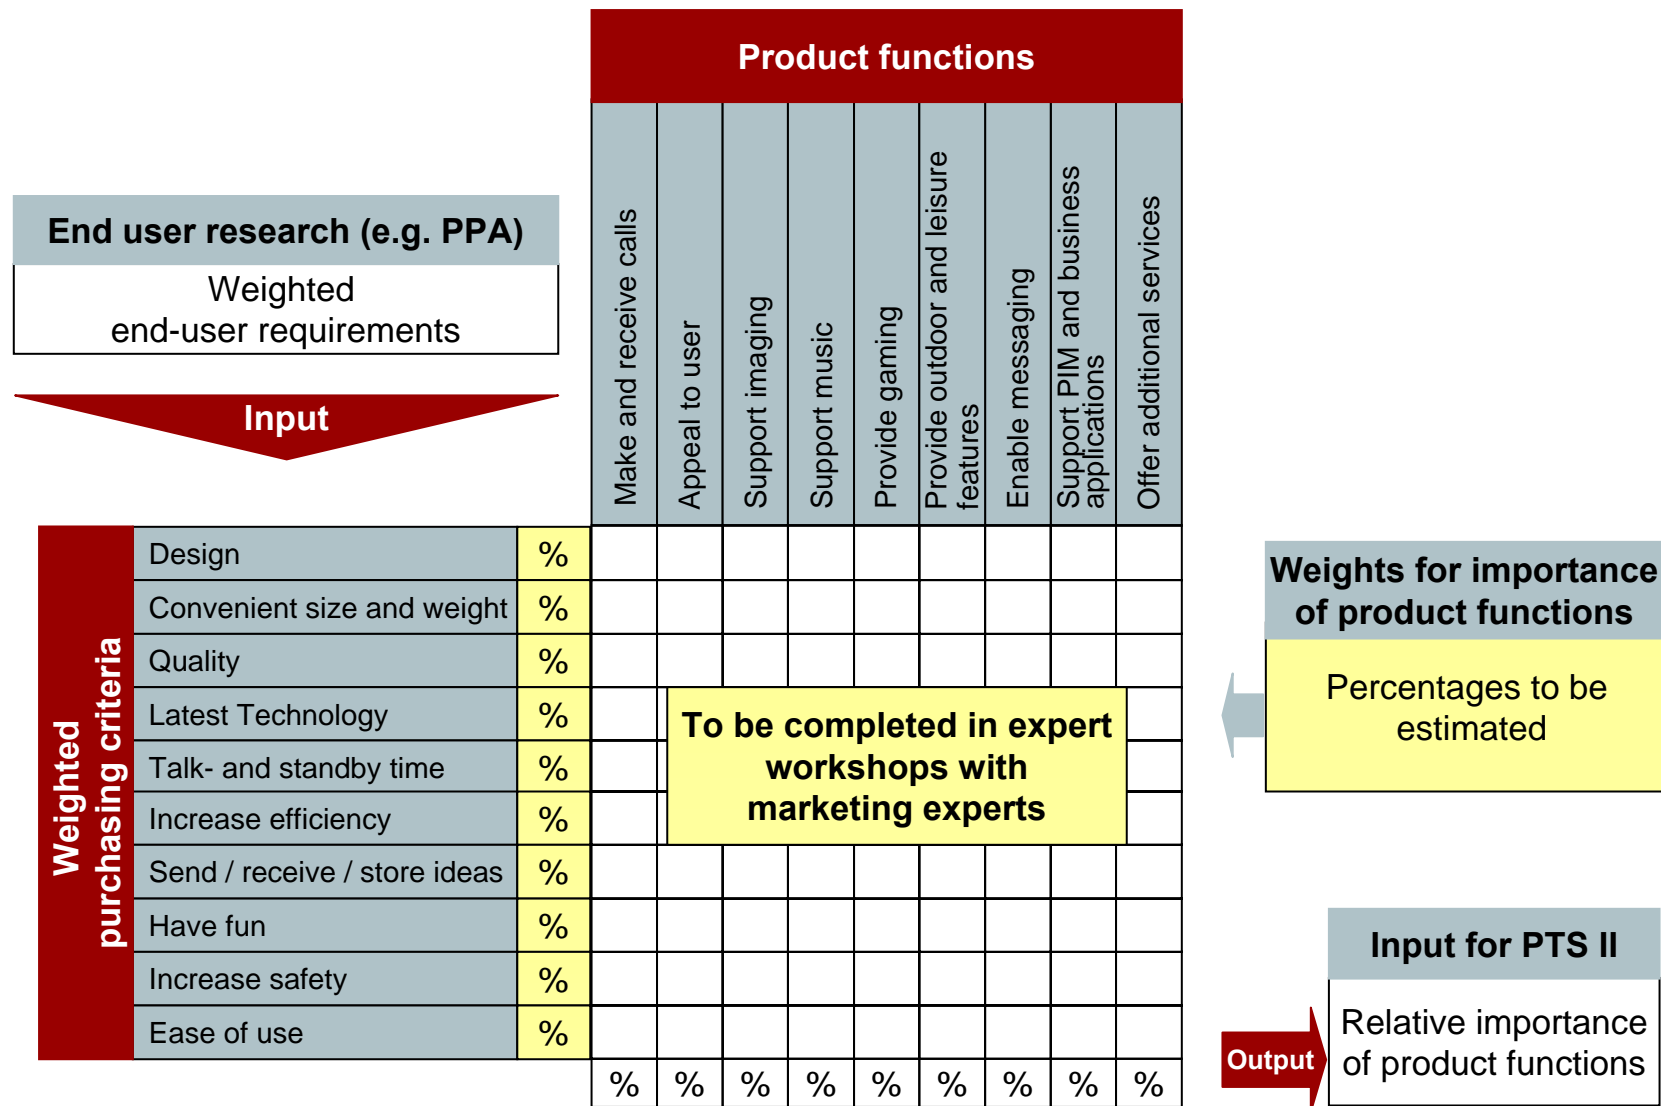 Product functions
Make and receive calls
Appeal to user
Support imaging
Support music
Provide gaming
Provide outdoor and leisure
features
Enable messaging
Support PIM and business
applications
Offer additional services
End user research (e.g. PPA)
Weighted
end-user requirements
Input
Weighted
purchasing criteria
Design %
Convenient size and weight %
Quality %
Latest Technology %
Talk- and standby time %
Increase efficiency %
Send / receive / store ideas %
Have fun %
Increase safety %
Ease of use %
% % % % % % % % %
To be completed in expert
workshops with
marketing experts
Weights for importance
of product functions
Percentages to be
estimated
Output
Input for PTS II
Relative importance
of product functions